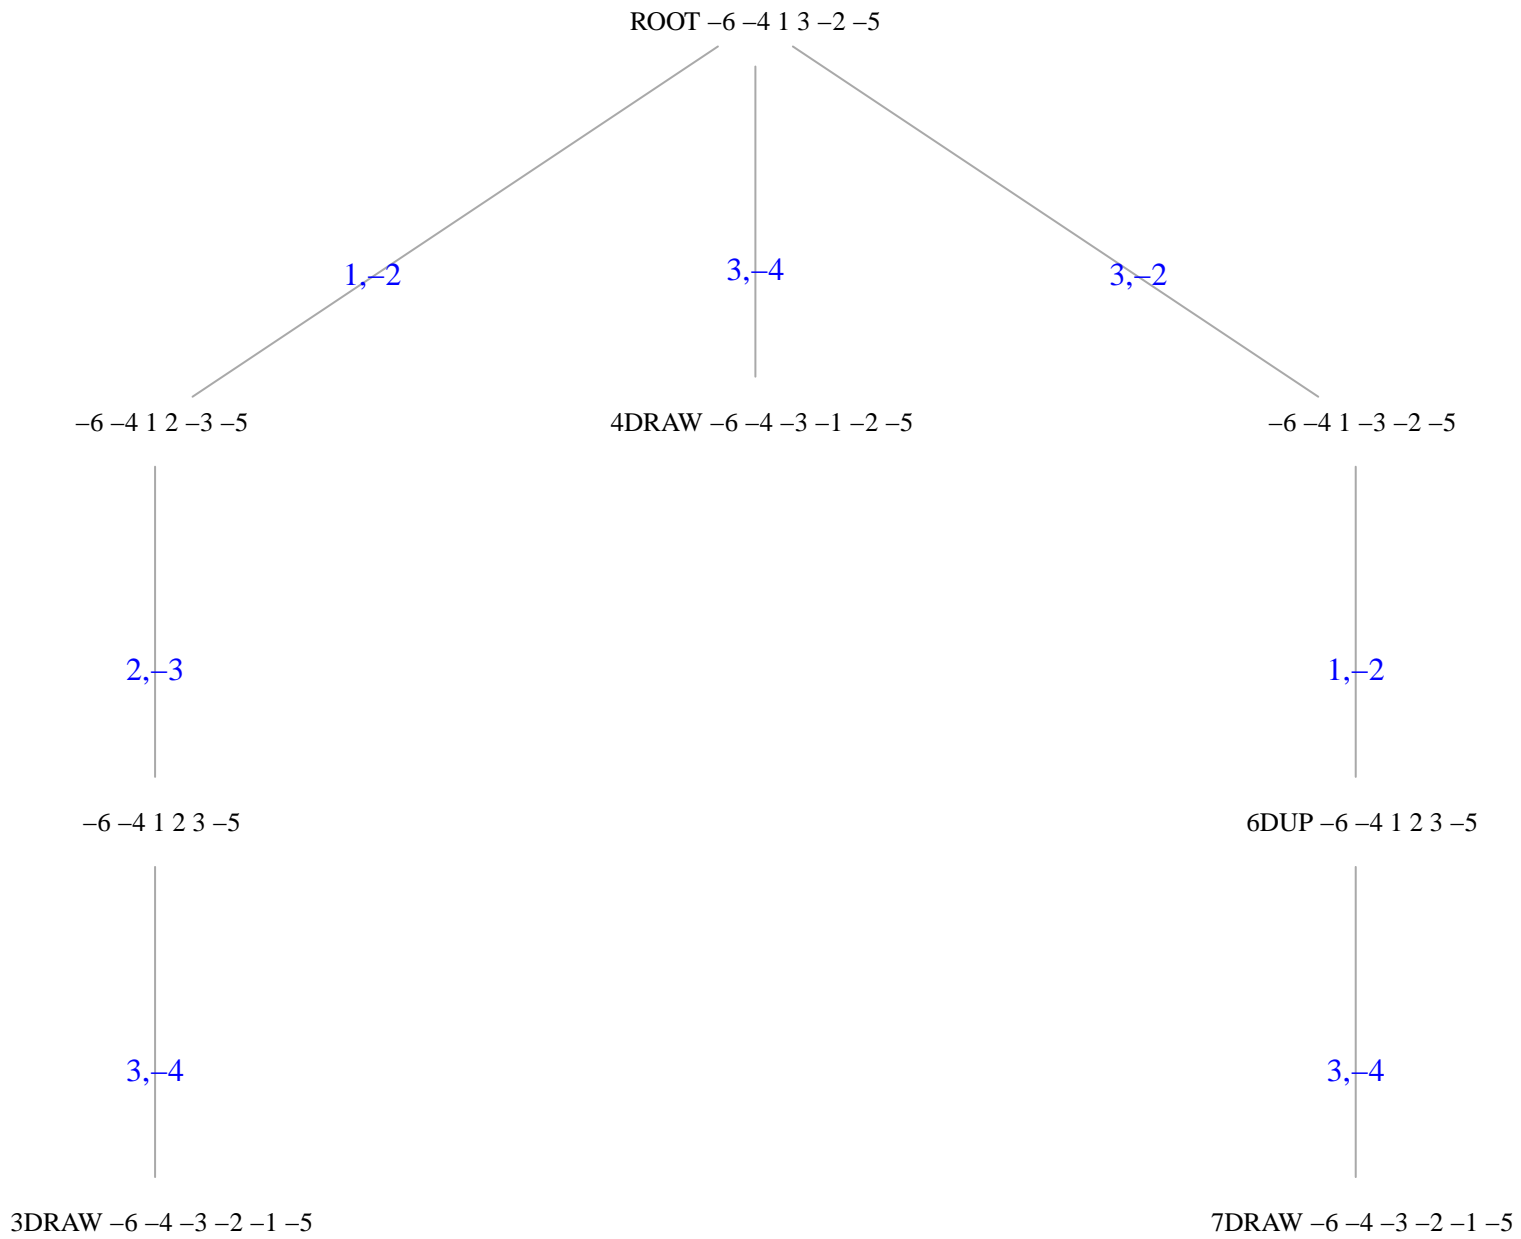 ROOT –6 –4 1 3 –2 –5
1,–2
3,–4
3,–2
–6 –4 1 2 –3 –5
4DRAW –6 –4 –3 –1 –2 –5
–6 –4 1 –3 –2 –5
2,–3
1,–2
–6 –4 1 2 3 –5
6DUP –6 –4 1 2 3 –5
3,–4
3,–4
3DRAW –6 –4 –3 –2 –1 –5
7DRAW –6 –4 –3 –2 –1 –5